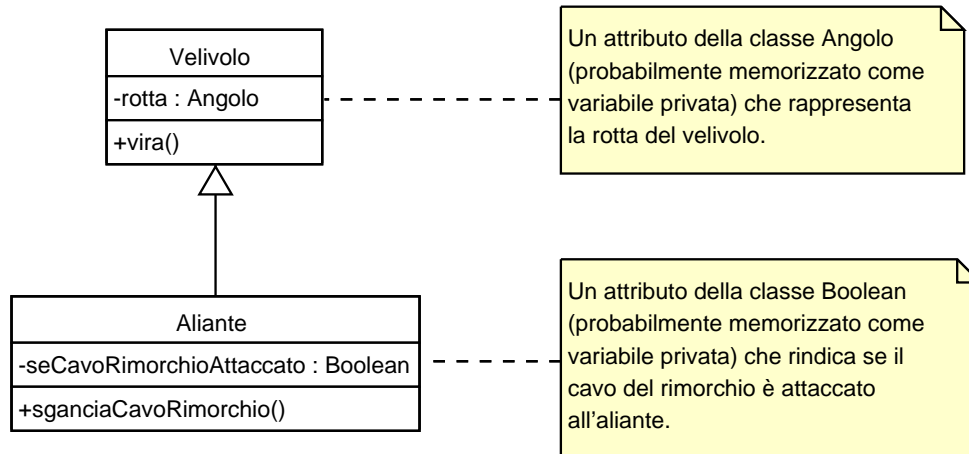 Velivolo
-rotta : Angolo
+vira()
Un attributo della classe Angolo
(probabilmente memorizzato come
variabile privata) che rappresenta
la rotta del velivolo.
Aliante
-seCavoRimorchioAttaccato : Boolean
+sganciaCavoRimorchio()
Un attributo della classe Boolean
(probabilmente memorizzato come
variabile privata) che rindica se il
cavo del rimorchio è attaccato
all'aliante.